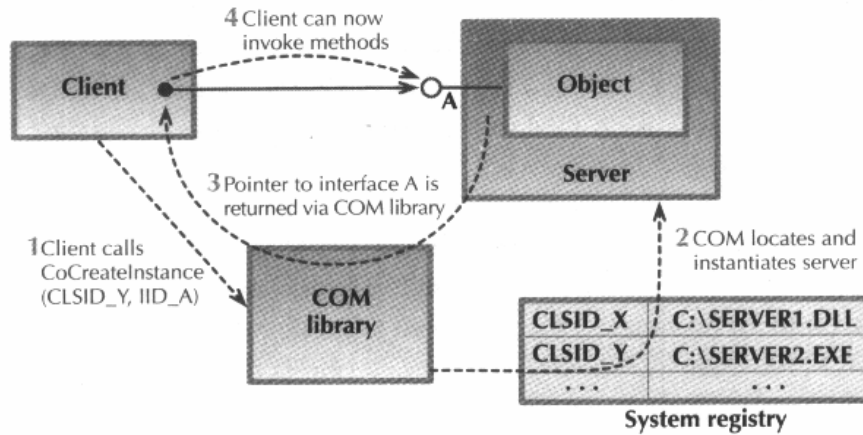 4 Client can now
invoke methods
Client
A
Object
Server
3 Pointer to interface A is
returned via COM library
1 Client calls
CoCreateInstance
(CLSID_Y, IID_A)
2 COM locates and
instantiates server
COM
library
CLSID_X C:\SERVER1.DLL
CLSID_Y C:\SERVER2.EXE
... ...
System registry